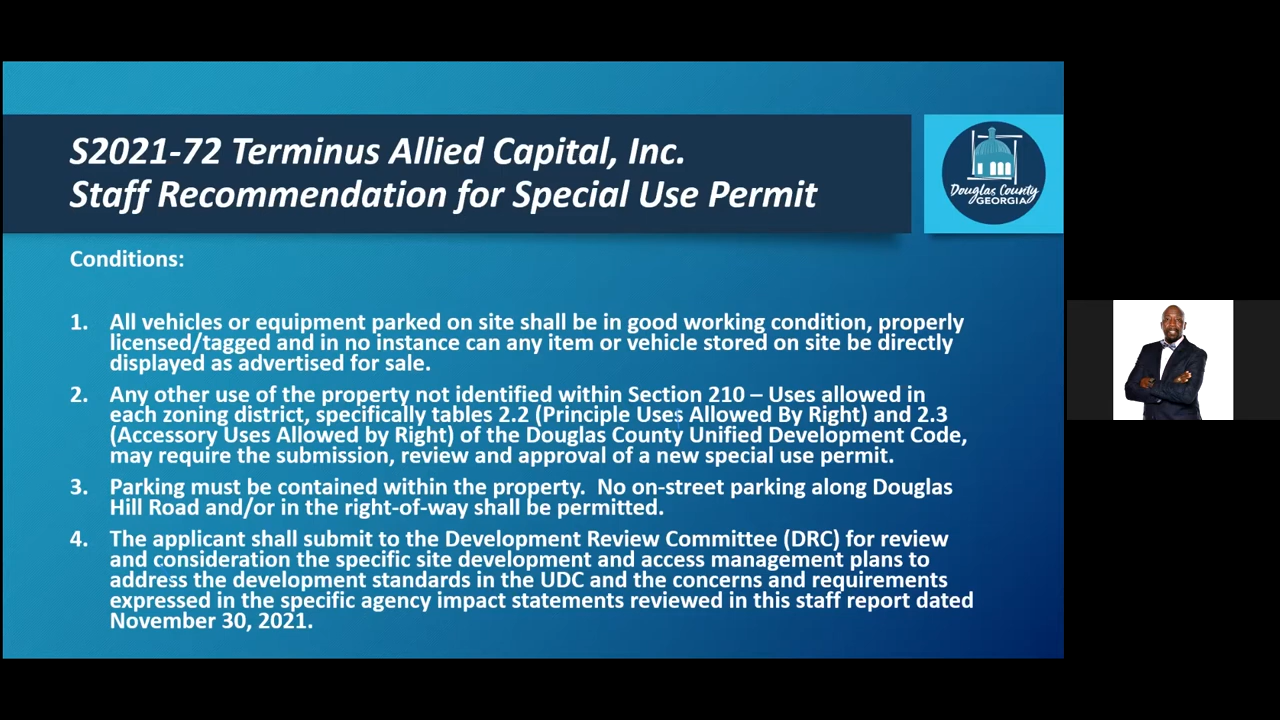 S2021-72 Terminus Allied Capital, Inc.
Staff Recommendation for Special Use Permit
Douglas County
GEORGIA
Conditions:
1. All vehicles or equipment parked on site shall be in good working condition, properly
licensed/tagged and in no instance can any item or vehicle stored on site be directly
displayed as advertised for sale.
2. Any other use of the property not identified within Section 210 – Uses allowed in
each zoning district, specifically tables 2.2 (Principle Uses Allowed By Right) and 2.3
(Accessory Uses Allowed by Right) of the Douglas County Unified Development Code,
may require the submission, review and approval of a new special use permit.
3. Parking must be contained within the property.  No on-street parking along Douglas
Hill Road and/or in the right-of-way shall be permitted.
4. The applicant shall submit to the Development Review Committee (DRC) for review
and consideration the specific site development and access management plans to
address the development standards in the UDC and the concerns and requirements
expressed in the specific agency impact statements reviewed in this staff report dated
November 30, 2021.